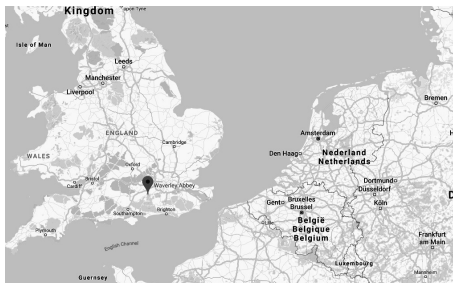 Kingdom
Isle of Man
Leeds
Manchester
Liverpool
ENGLAND
WALES
Cambridge
Oxford
Bristol
Cardiff
Waverley Abbey
Southampton
Brighton
Plymouth
English Channel
Guernsey
Bremen
Amsterdam
Den Haag
Nederland
Netherlands
Dortmund
Düsseldorf
Köln
Gent
Bruxelles
Brussel
Lille
België
Belgique
Belgium
Luxembourg
Frankfurt
am Main
Mannheim
D